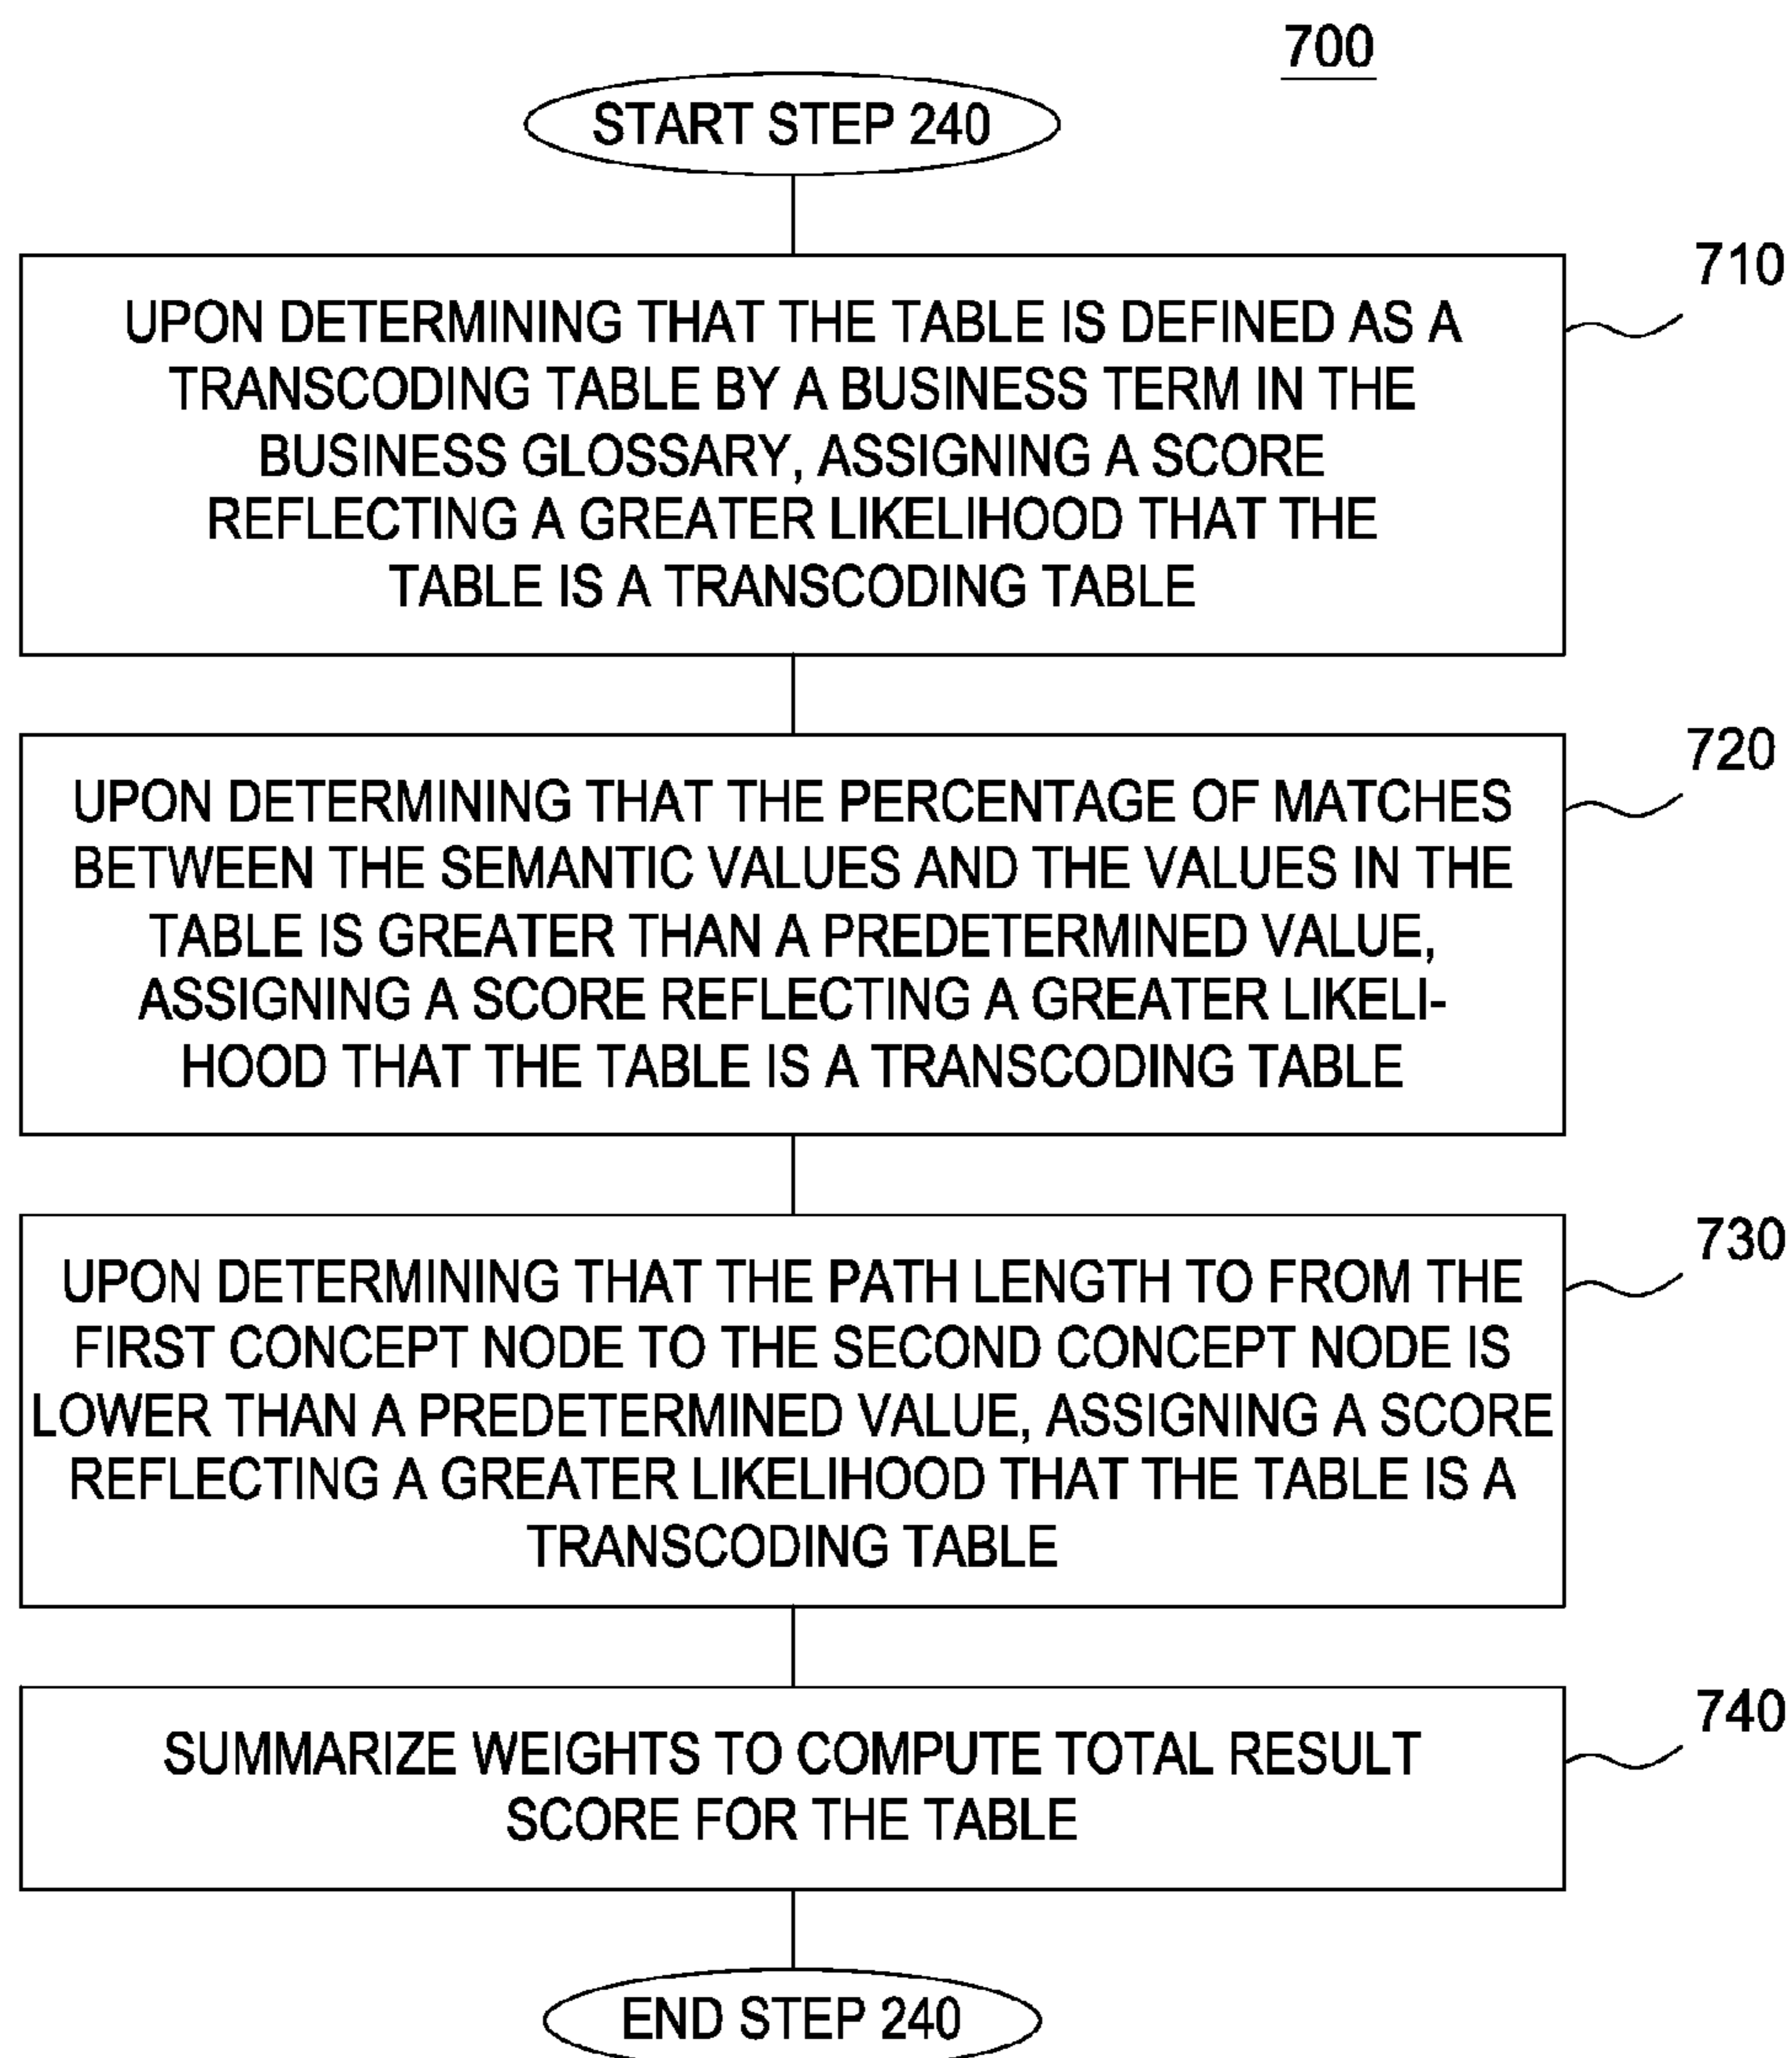 700
START STEP 240
710
UPON DETERMINING THAT THE TABLE IS DEFINED AS A
TRANSCODING TABLE BY A BUSINESS TERM IN THE
BUSINESS GLOSSARY, ASSIGNING A SCORE
REFLECTING A GREATER LIKELIHOOD THAT THE
TABLE IS A TRANSCODING TABLE
720
UPON DETERMINING THAT THE PERCENTAGE OF MATCHES
BETWEEN THE SEMANTIC VALUES AND THE VALUES IN THE
TABLE IS GREATER THAN A PREDETERMINED VALUE,
ASSIGNING A SCORE REFLECTING A GREATER LIKELI-
HOOD THAT THE TABLE IS A TRANSCODING TABLE
730
UPON DETERMINING THAT THE PATH LENGTH TO FROM THE
FIRST CONCEPT NODE TO THE SECOND CONCEPT NODE IS
LOWER THAN A PREDETERMINED VALUE, ASSIGNING A SCORE
REFLECTING A GREATER LIKELIHOOD THAT THE TABLE IS A
TRANSCODING TABLE
740
SUMMARIZE WEIGHTS TO COMPUTE TOTAL RESULT
SCORE FOR THE TABLE
END STEP 240